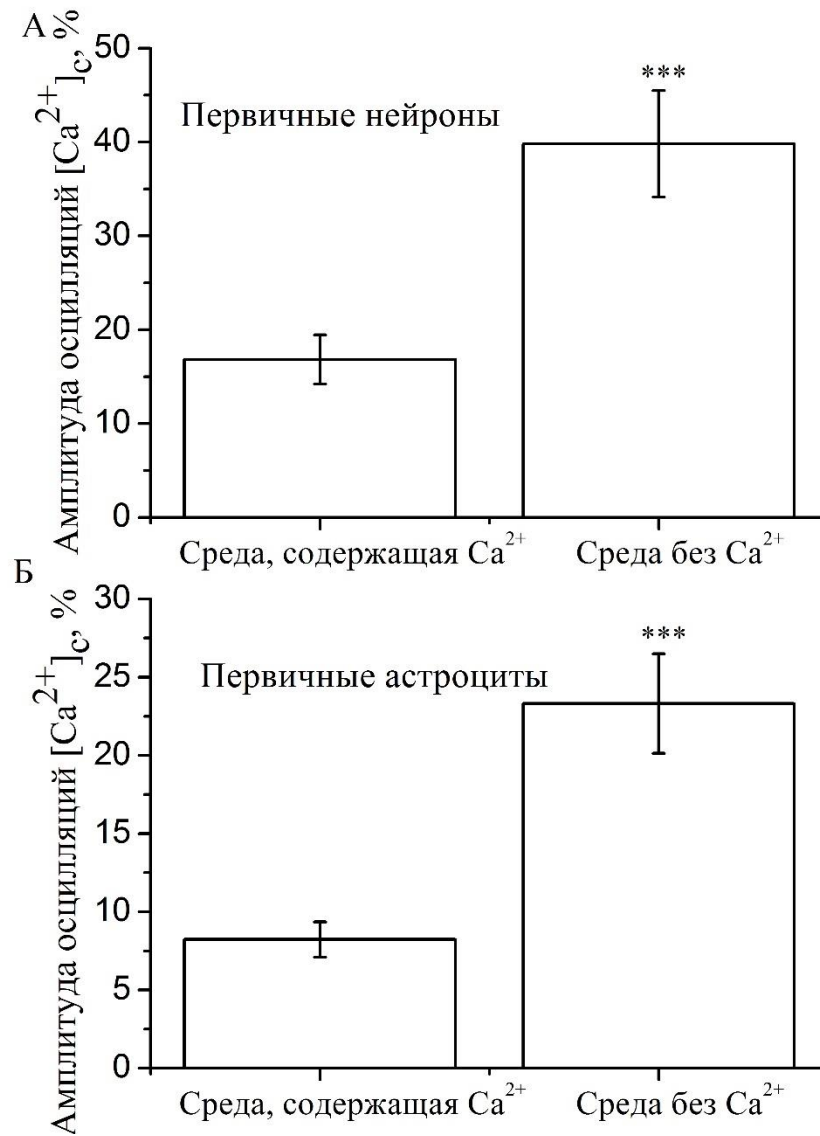 А
Амплитуда осцилляций [Ca²⁺]c, %
50
40
30
20
10
0
Первичные нейроны
***
Среда, содержащая Ca²⁺
Среда без Ca²⁺
Б
Амплитуда осцилляций [Ca²⁺]c, %
30
25
20
15
10
5
0
Первичные астроциты
***
Среда, содержащая Ca²⁺
Среда без Ca²⁺